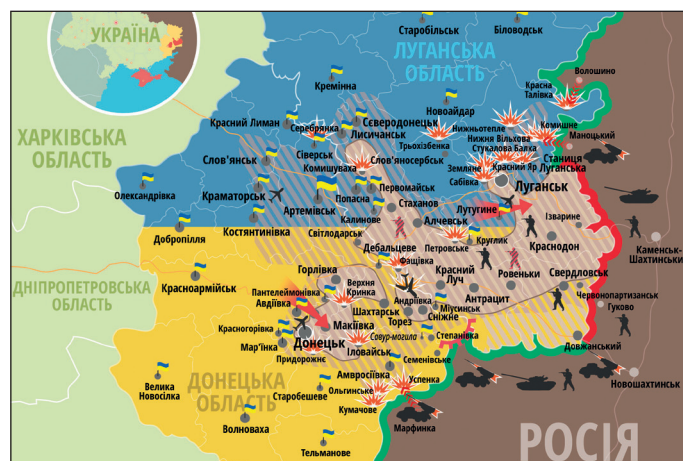 УКРАЇНА
Старобільськ
Біловодськ
ЛУГАНСЬКА
ОБЛАСТЬ
ХАРКІВСЬКА
ОБЛАСТЬ
Кремінна
Красна
Талівка
Волошино
Новоайдар
Красний Лиман
Серебрянка
Сєверодонецьк
Лисичанськ
Трьохізбенка
Нижньотепле
Нижня Вільхова
Стукалова Балка
Комишне
Маноцький
Слов'янськ
Сіверськ
Комишуваха
Слов'яносербськ
Земляне
Красний Яр
Станиця
Луганська
Сабівка
Луганськ
Олександрівка
Краматорськ
Артемівськ
Первомайськ
Попасна
Стаханов
Калинове
Алчевськ
Лутугине
Ізварине
Костянтинівка
Світлодарськ
Добропілля
Дебальцеве
Петровське
Круглик
Краснодон
Каменськ-
Шахтинський
Фащівка
ДНІПРОПЕТРОВСЬКА
ОБЛАСТЬ
Красноармійськ
Горлівка
Верхня
Кринка
Красний
Луч
Ровеньки
Свердловськ
Пантелеймонівка
Авдіївка
Андріївка
Антрацит
Міусинськ
Червонопартизанськ
Гуково
Шахтарськ
Торез
Сніжне
Красногорівка
Макіївка
Савур-могила
Степанівка
Мар'їнка
Донецьк
Іловайськ
Довжанський
Придорожнє
Семенівське
Амвросіївка
Велика
Новосілка
ДОНЕЦЬКА
ОБЛАСТЬ
Ольгинське
Успенка
Новошахтинськ
Старобешеве
Кумачове
Марфинка
Волноваха
Тельманове
РОСІЯ